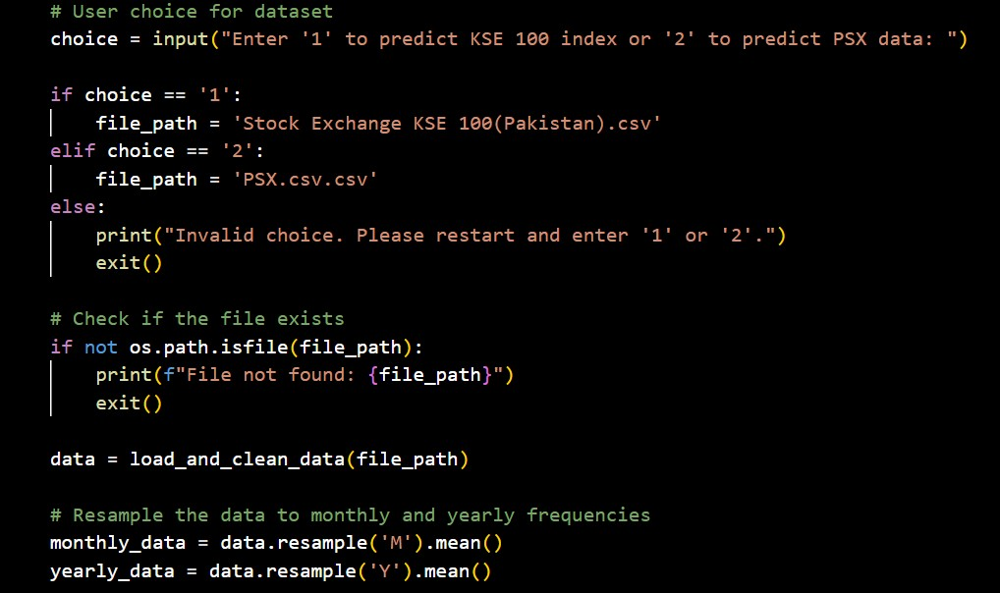 # User choice for dataset
choice = input("Enter '1' to predict KSE 100 index or '2' to predict PSX data: ")
if choice == '1':
    file_path = 'Stock Exchange KSE 100(Pakistan).csv'
elif choice == '2':
    file_path = 'PSX.csv.csv'
else:
    print("Invalid choice. Please restart and enter '1' or '2'.")
    exit()
# Check if the file exists
if not os.path.isfile(file_path):
    print(f"File not found: {file_path}")
    exit()
data = load_and_clean_data(file_path)
# Resample the data to monthly and yearly frequencies
monthly_data = data.resample('M').mean()
yearly_data = data.resample('Y').mean()